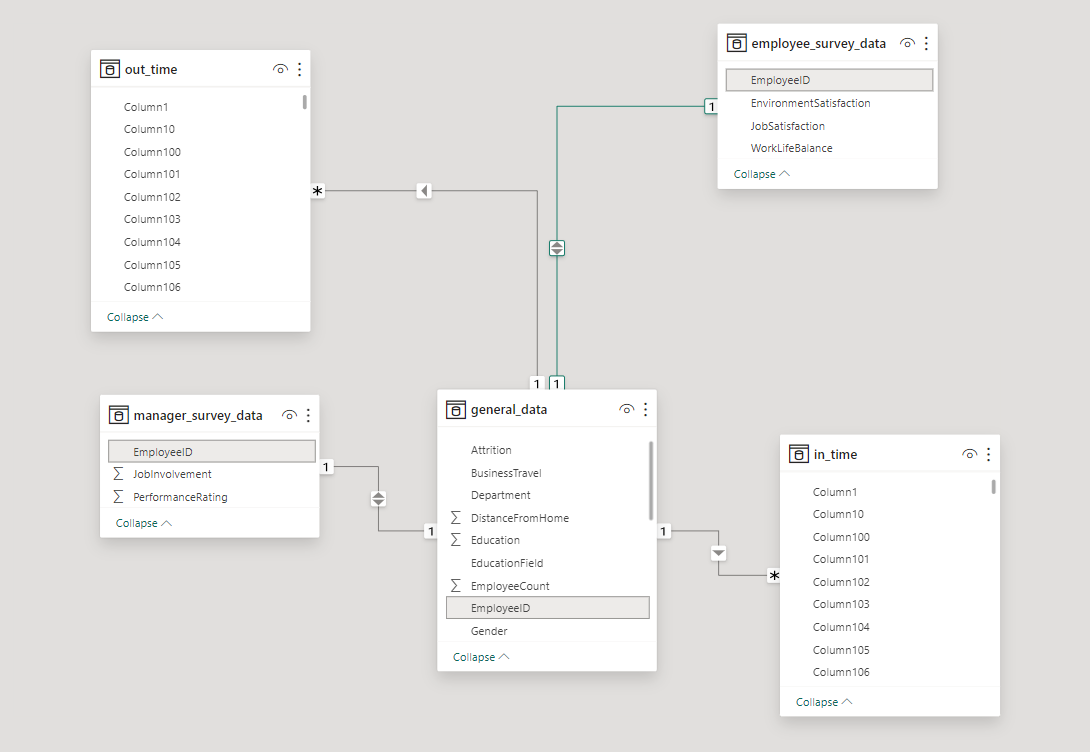 out_time
Column1
Column10
Column100
Column101
Column102
Column103
Column104
Column105
Column106
Collapse
*
1
employee_survey_data
EmployeeID
EnvironmentSatisfaction
JobSatisfaction
WorkLifeBalance
Collapse
1
1
manager_survey_data
EmployeeID
∑ JobInvolvement
∑ PerformanceRating
Collapse
1
1
general_data
Attrition
BusinessTravel
Department
∑ DistanceFromHome
∑ Education
EducationField
∑ EmployeeCount
EmployeeID
Gender
Collapse
1
*
in_time
Column1
Column10
Column100
Column101
Column102
Column103
Column104
Column105
Column106
Collapse